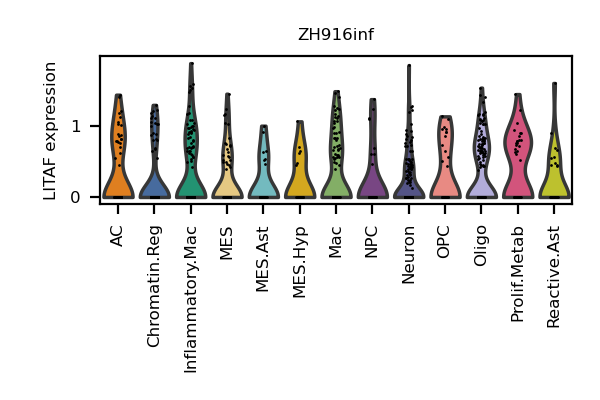 ZH916inf
LITAF expression
1
0
AC
Chromatin.Reg
Inflammatory.Mac
MES
MES.Ast
MES.Hyp
Mac
NPC
Neuron
OPC
Oligo
Prolif.Metab
Reactive.Ast